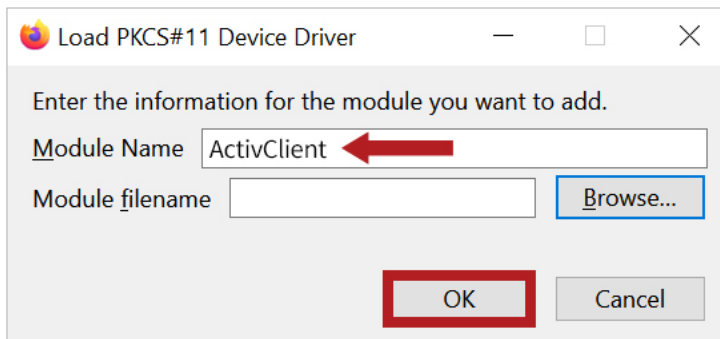 Load PKCS#11 Device Driver
Enter the information for the module you want to add.
Module Name ActivClient
Module filename Browse...
OK Cancel